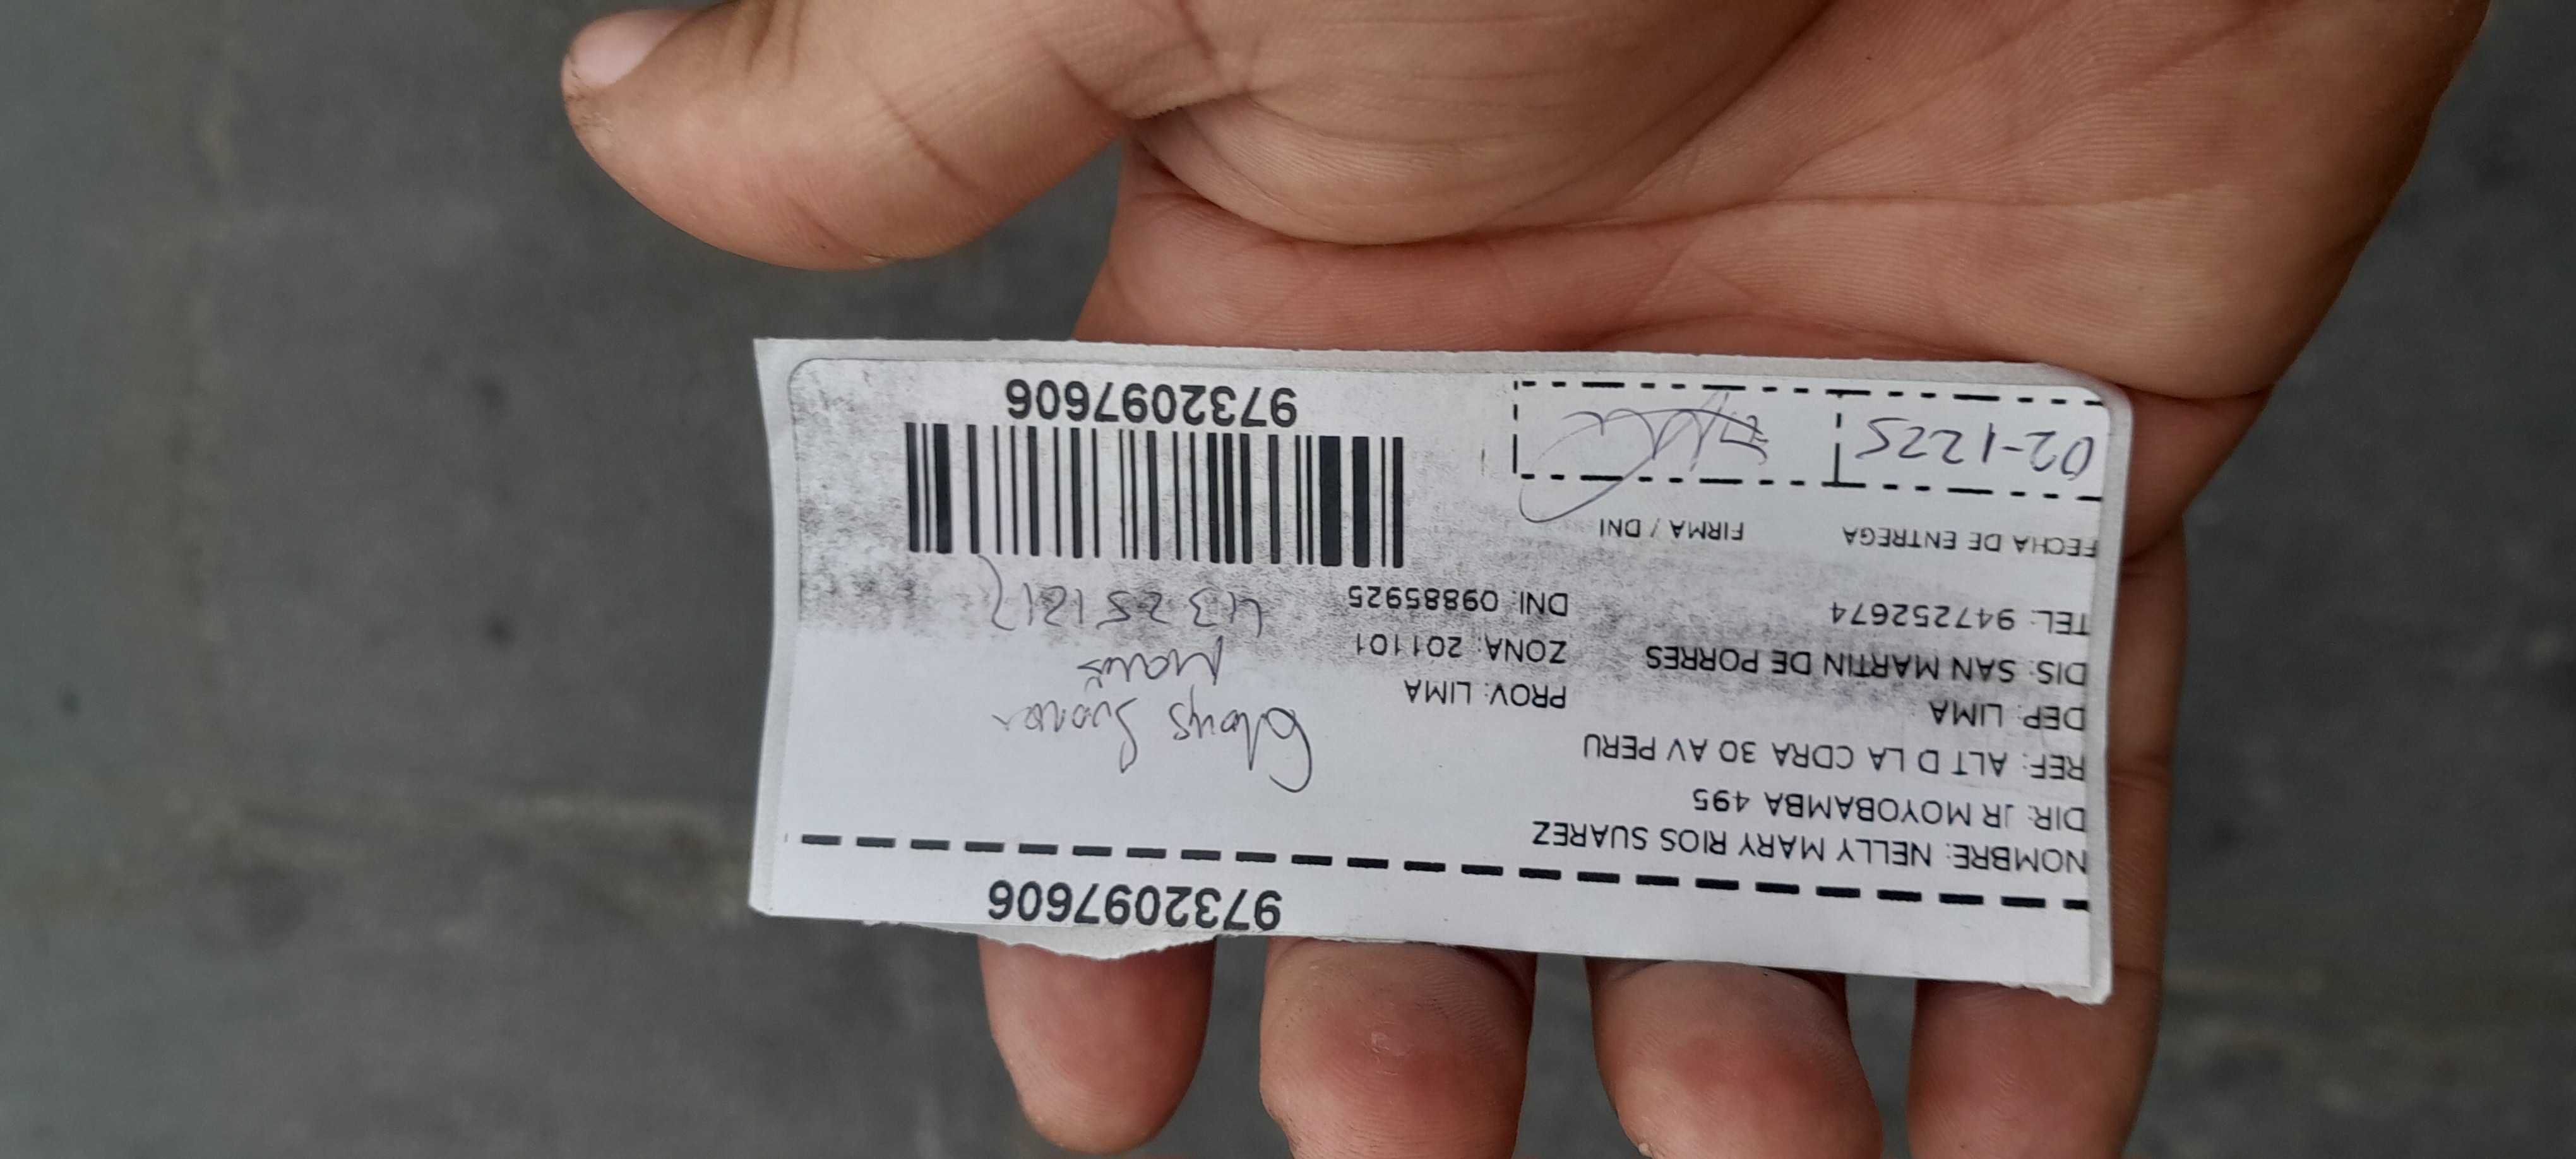 9732097606
NOMBRE: NELLY MARY RIOS SUAREZ
DIR: JR MOYOBAMBA 495
REF: ALT D LA CDRA 30 AV PERU
DEP: LIMA PROV: LIMA
DIS: SAN MARTIN DE PORRES ZONA: 201101
TEL: 947252674 DNI: 09885925
FECHA DE ENTREGA FIRMA / DNI
02-1225
9732097606